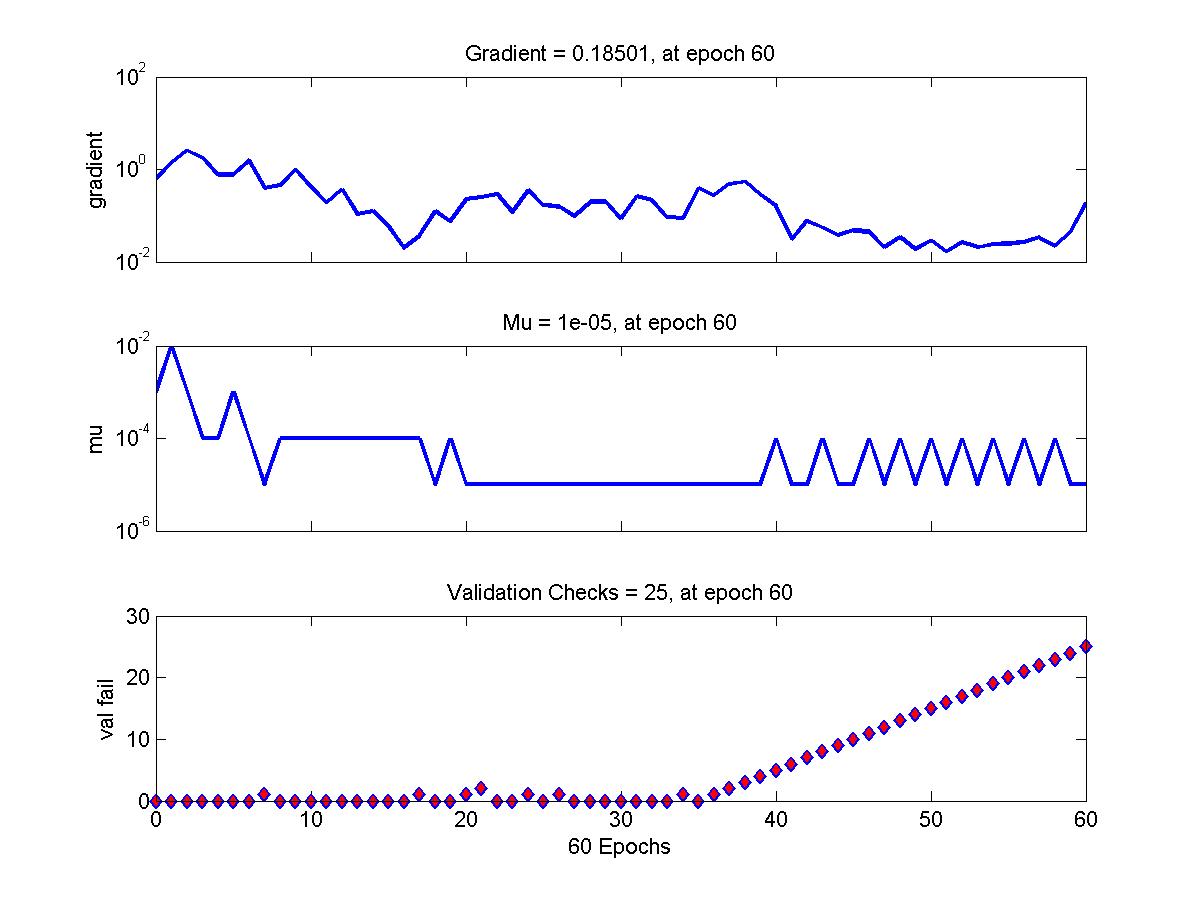 Gradient = 0.18501, at epoch 60
10^2
10^0
10^-2
gradient
Mu = 1e-05, at epoch 60
10^-2
10^-4
10^-6
mu
Validation Checks = 25, at epoch 60
30
20
10
0
val fail
0 10 20 30 40 50 60
60 Epochs